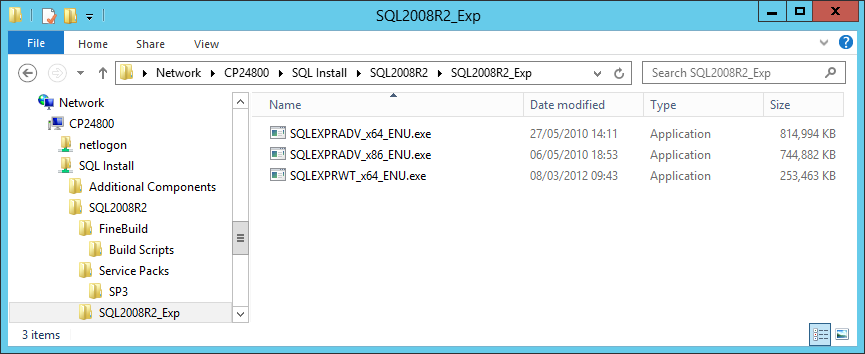 SQL2008R2_Exp
File Home Share View
Network CP24800 SQL Install SQL2008R2 SQL2008R2_Exp Search SQL2008R2_Exp
Network
CP24800
netlogon
SQL Install
Additional Components
SQL2008R2
FineBuild
Build Scripts
Service Packs
SP3
SQL2008R2_Exp
Name Date modified Type Size
SQLEXPRADV_x64_ENU.exe 27/05/2010 14:11 Application 814,994 KB
SQLEXPRADV_x86_ENU.exe 06/05/2010 18:53 Application 744,882 KB
SQLEXPRWT_x64_ENU.exe 08/03/2012 09:43 Application 253,463 KB
3 items